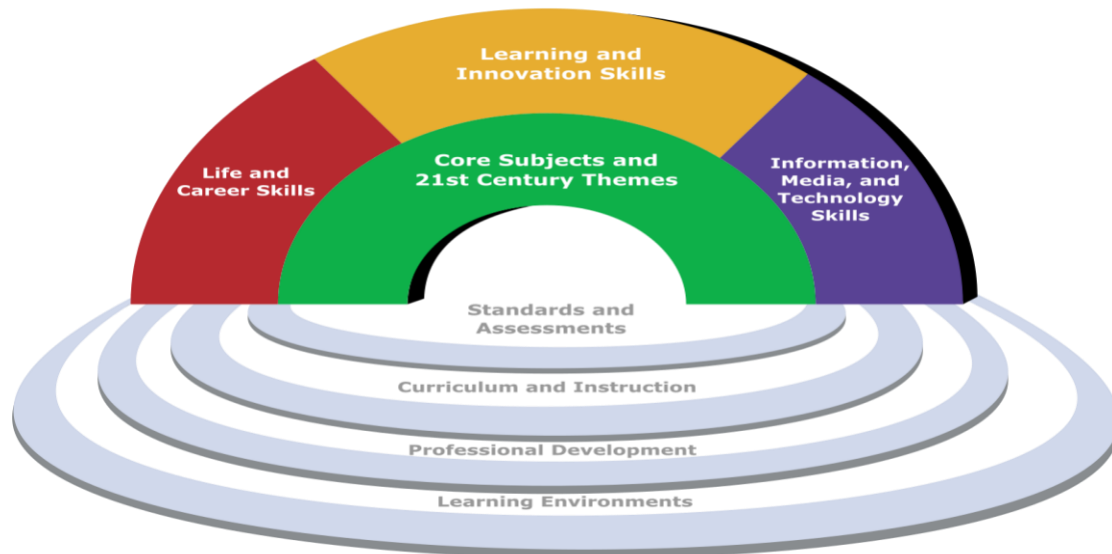 Learning and
Innovation Skills
Life and
Career Skills
Core Subjects and
21st Century Themes
Information,
Media, and
Technology
Skills
Standards and
Assessments
Curriculum and Instruction
Professional Development
Learning Environments